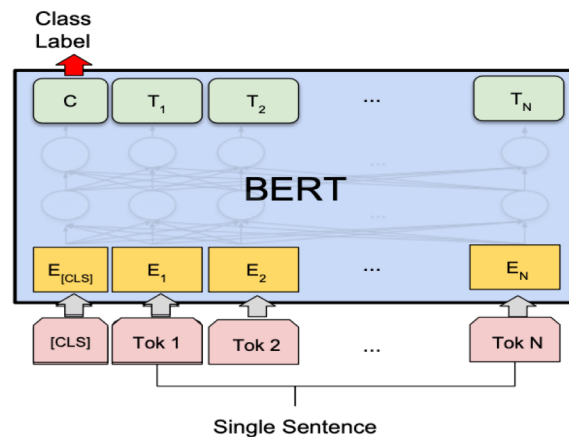 Class
Label
C T1 T2 ... TN
...
BERT
...
E[CLS] E1 E2 ... EN
[CLS] Tok 1 Tok 2 ... Tok N
Single Sentence